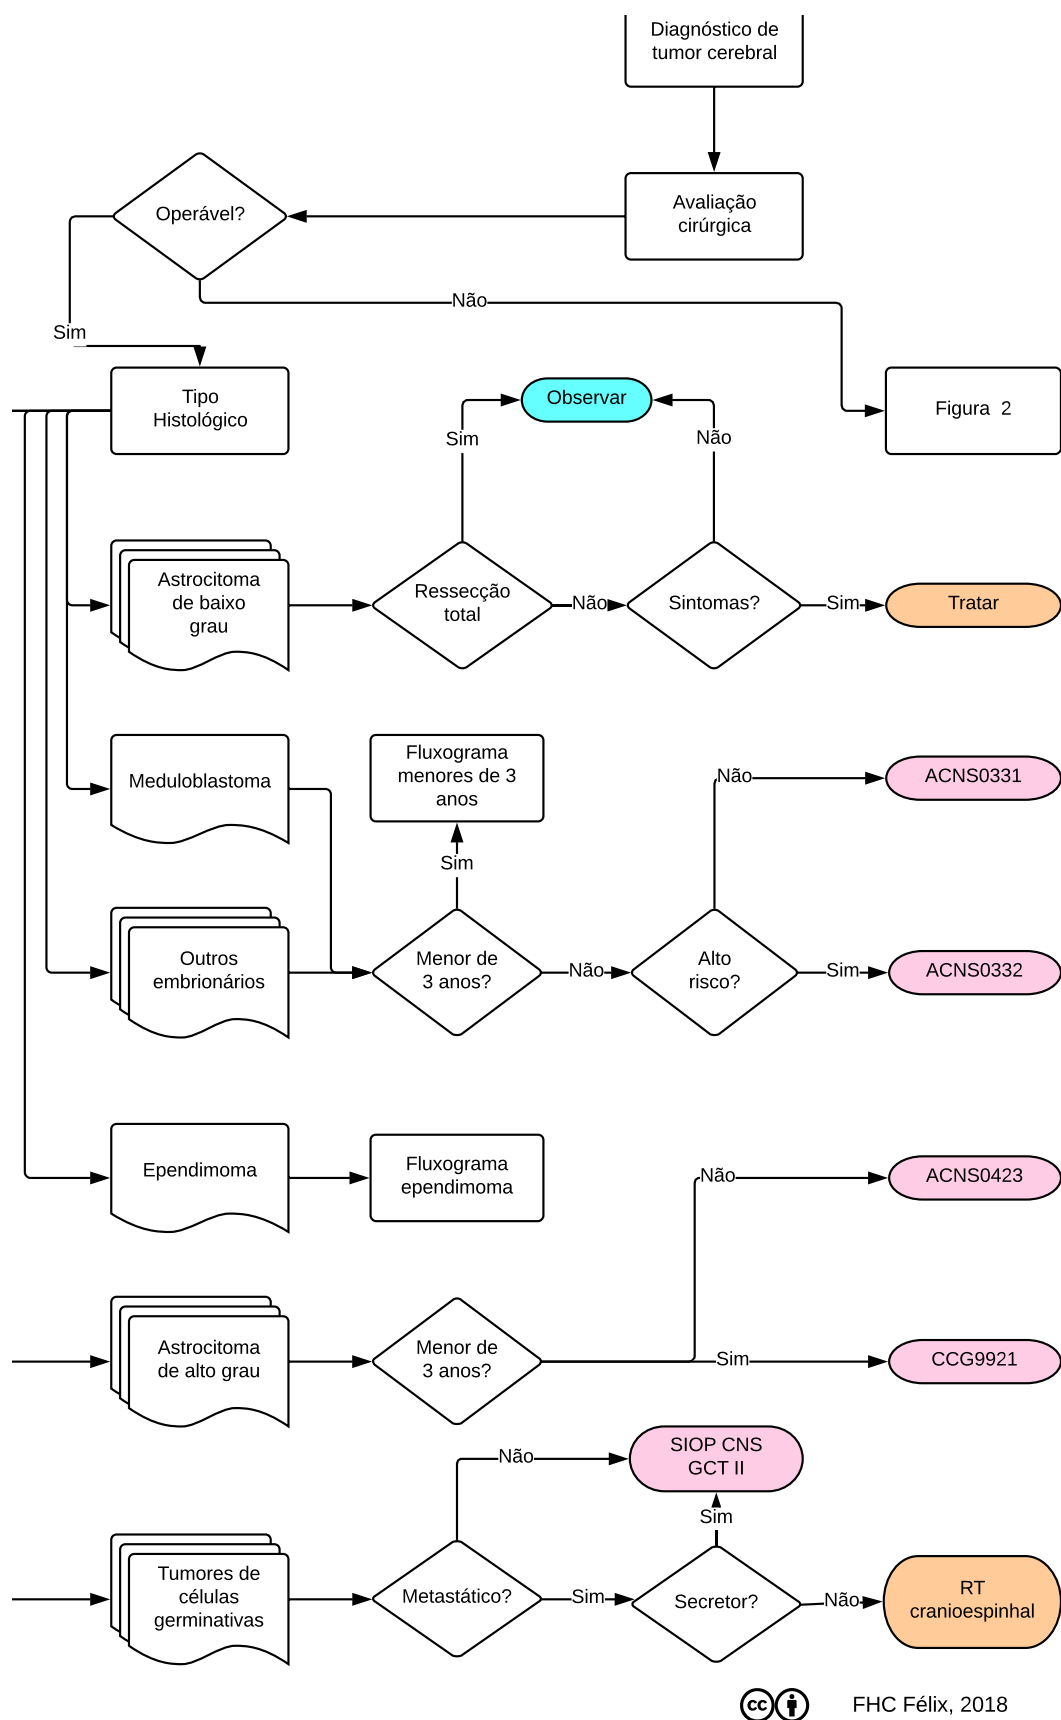 Diagnóstico de
tumor cerebral
Avaliação
cirúrgica
Operável?
Não
Sim
Tipo
Histológico
Observar
Figura 2
Sim
Não
Astrocitoma
de baixo
grau
Ressecção
total
Não
Sintomas?
Sim
Tratar
Meduloblastoma
Fluxograma
menores de 3
anos
Não
ACNS0331
Sim
Outros
embrionários
Menor de
3 anos?
Não
Alto
risco?
Sim
ACNS0332
Ependimoma
Fluxograma
ependimoma
Não
ACNS0423
Astrocitoma
de alto grau
Menor de
3 anos?
Sim
CCG9921
Não
SIOP CNS
GCT II
Sim
Tumores de
células
germinativas
Metastático?
Sim
Secretor?
Não
RT
cranioespinhal
cc
FHC Félix, 2018